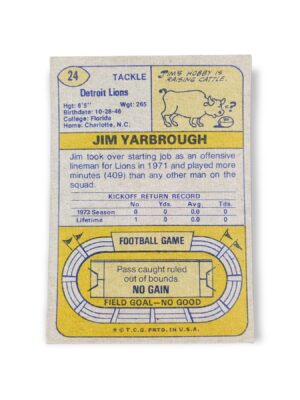 24
TACKLE
Detroit Lions
Hgt: 6'5" Wgt: 265
Birthdate: 10-28-46
College: Florida
Home: Charlotte, N.C.
JIM'S HOBBY IS
RAISING CATTLE.
?
JIM YARBROUGH
Jim took over starting job as an offensive
lineman for Lions in 1971 and played more
minutes (409) than any other man on the
squad.
KICKOFF RETURN RECORD
No. Yds. Avg. Tds.
1973 Season 0 0 0.0 0
Lifetime 1 0 0.0 0
FOOTBALL GAME
Pass caught ruled
out of bounds.
NO GAIN
FIELD GOAL—NO GOOD
© T.C.G. PRTD. IN U.S.A.